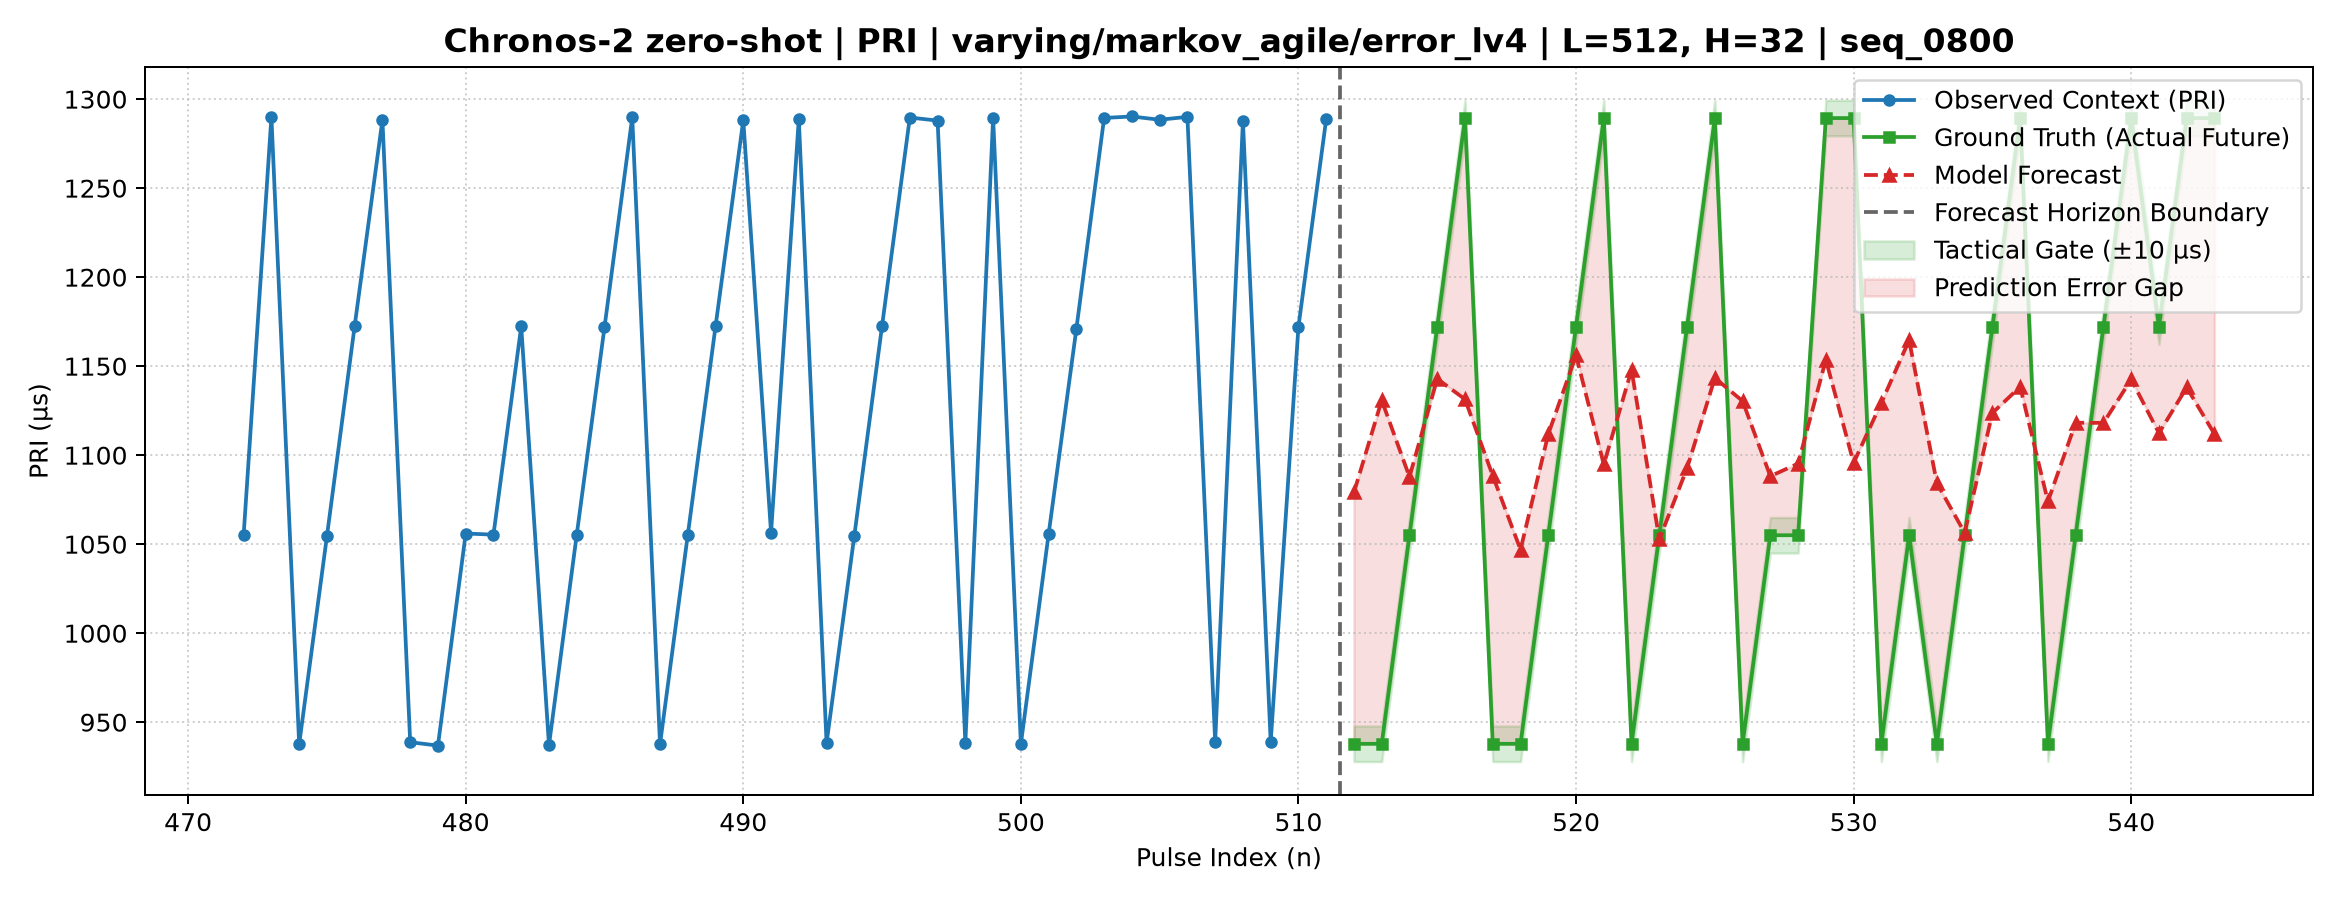 Chronos-2 zero-shot | PRI | varying/markov_agile/error_lv4 | L=512, H=32 | seq_0800
PRI (µs)
1300
1250
1200
1150
1100
1050
1000
950
Observed Context (PRI)
Ground Truth (Actual Future)
Model Forecast
Forecast Horizon Boundary
Tactical Gate (±10 µs)
Prediction Error Gap
470 480 490 500 510 520 530 540
Pulse Index (n)